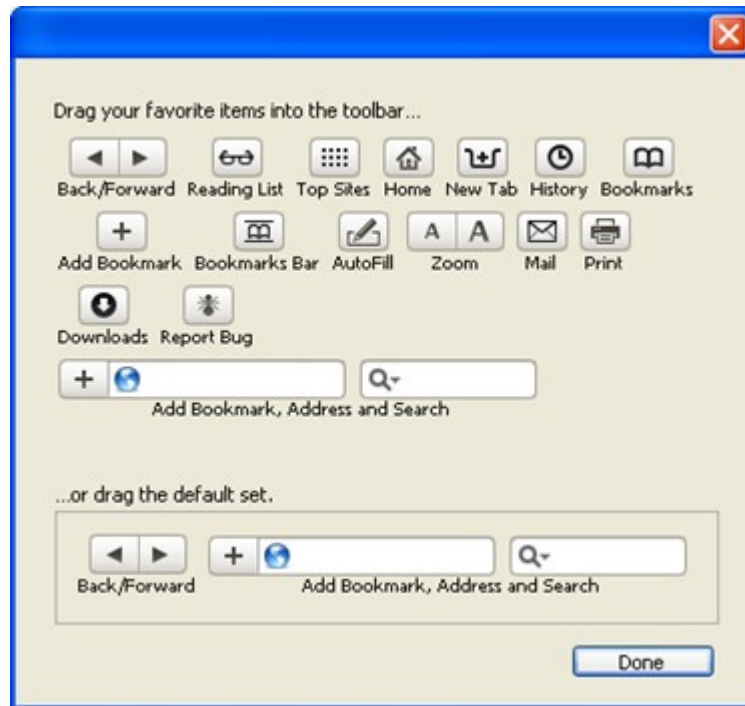 Drag your favorite items into the toolbar...
Back/Forward Reading List Top Sites Home New Tab History Bookmarks
A A
Add Bookmark Bookmarks Bar AutoFill Zoom Mail Print
Downloads Report Bug
Add Bookmark, Address and Search
...or drag the default set.
Back/Forward Add Bookmark, Address and Search
Done